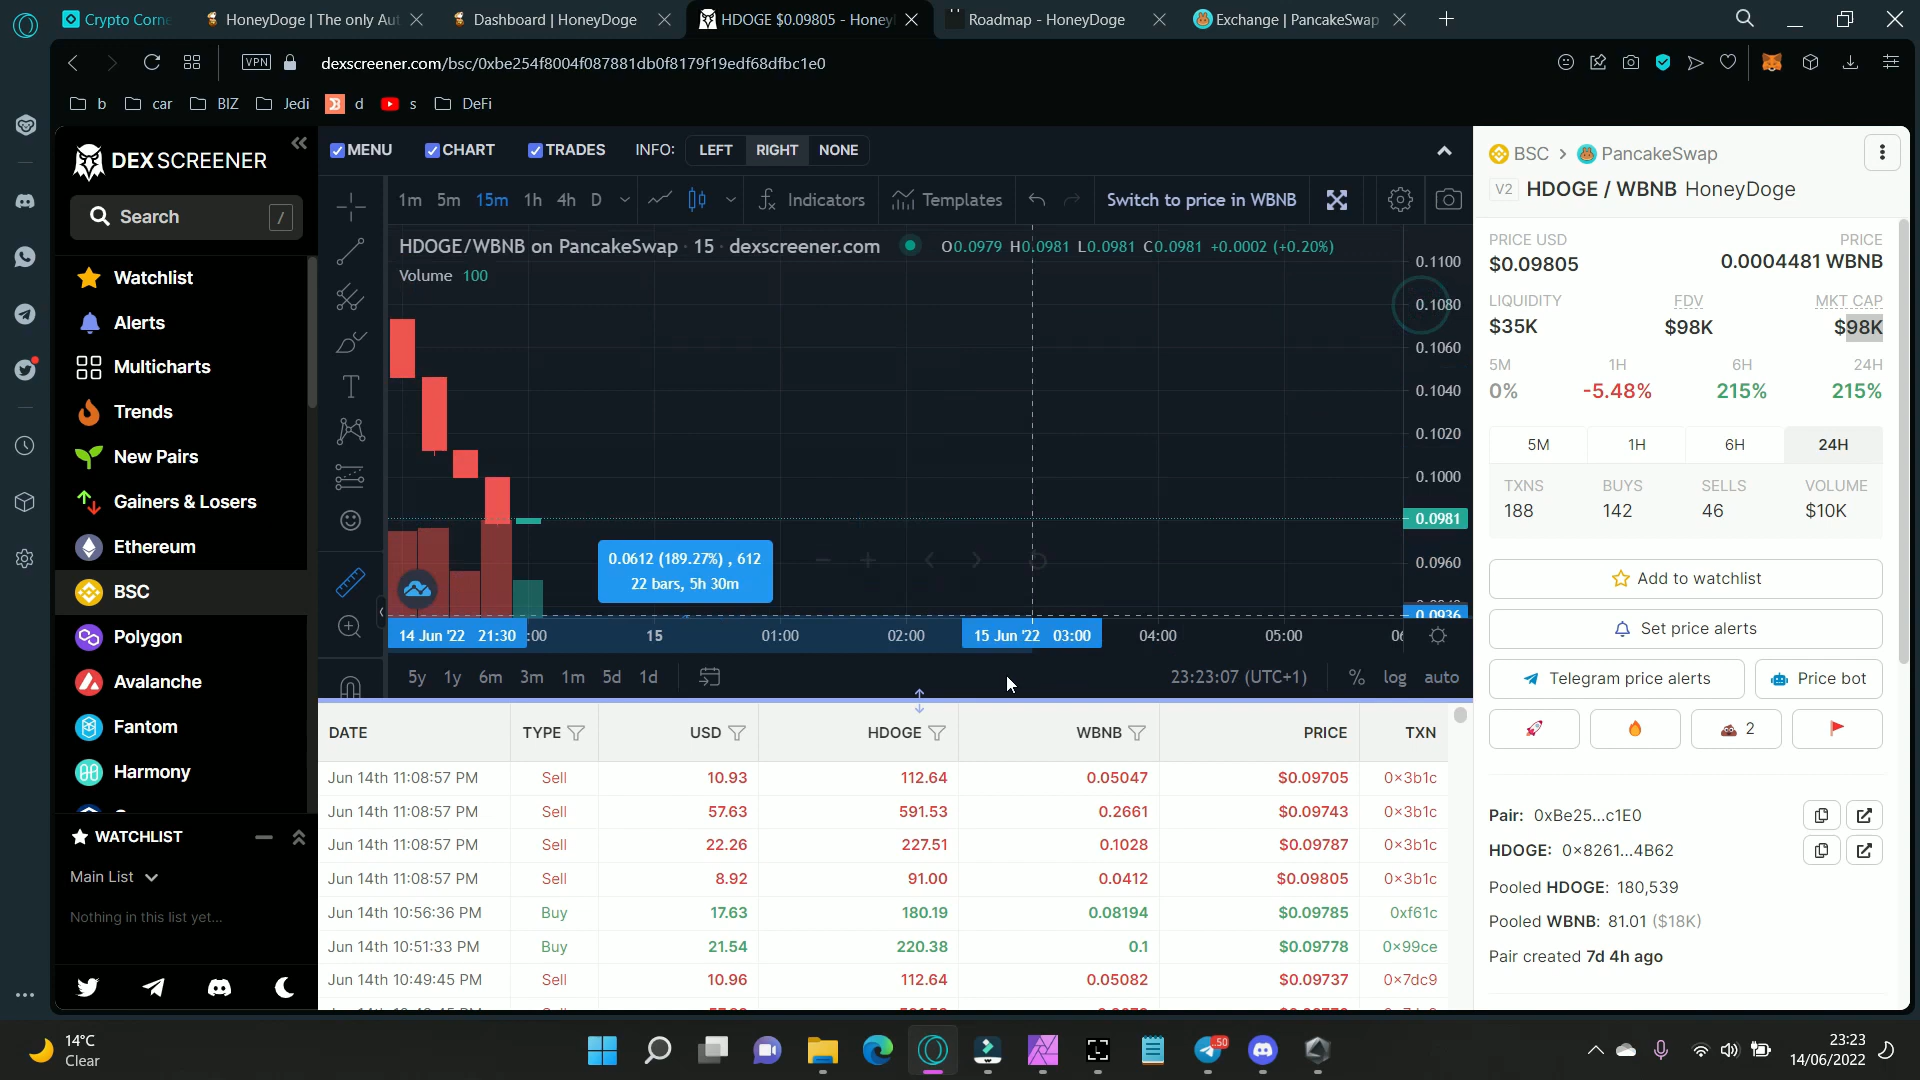 Crypto Corne
HoneyDoge | The only Aut
Dashboard | HoneyDoge
HDOGE $0.09805 - Honey
Roadmap - HoneyDoge
Exchange | PancakeSwap
VPN
dexscreener.com/bsc/0xbe254f8004f087881db0f8179f19edf68dfbc1e0
b
car
BIZ
Jedi
d
s
DeFi
DEX SCREENER
Search /
Watchlist
Alerts
Multicharts
Trends
New Pairs
Gainers & Losers
Ethereum
BSC
Polygon
Avalanche
Fantom
Harmony
WATCHLIST
Main List
Nothing in this list yet...
MENU CHART TRADES INFO: LEFT RIGHT NONE
1m 5m 15m 1h 4h D Indicators Templates Switch to price in WBNB
HDOGE/WBNB on PancakeSwap · 15 · dexscreener.com O0.0979 H0.0981 L0.0981 C0.0981 +0.0002 (+0.20%)
Volume 100
0.1100
0.1080
0.1060
0.1040
0.1020
0.1000
0.0981
0.0960
0.0936
0.0612 (189.27%) , 612
22 bars, 5h 30m
14 Jun '22 21:30 :00 15 01:00 02:00 15 Jun '22 03:00 04:00 05:00
5y 1y 6m 3m 1m 5d 1d 23:23:07 (UTC+1) % log auto
DATE TYPE USD HDOGE WBNB PRICE TXN
Jun 14th 11:08:57 PM Sell 10.93 112.64 0.05047 $0.09705 0x3b1c
Jun 14th 11:08:57 PM Sell 57.63 591.53 0.2661 $0.09743 0x3b1c
Jun 14th 11:08:57 PM Sell 22.26 227.51 0.1028 $0.09787 0x3b1c
Jun 14th 11:08:57 PM Sell 8.92 91.00 0.0412 $0.09805 0x3b1c
Jun 14th 10:56:36 PM Buy 17.63 180.19 0.08194 $0.09785 0xf61c
Jun 14th 10:51:33 PM Buy 21.54 220.38 0.1 $0.09778 0x99ce
Jun 14th 10:49:45 PM Sell 10.96 112.64 0.05082 $0.09737 0x7dc9
BSC > PancakeSwap
V2 HDOGE / WBNB HoneyDoge
PRICE USD PRICE
$0.09805 0.0004481 WBNB
LIQUIDITY FDV MKT CAP
$35K $98K $98K
5M 1H 6H 24H
0% -5.48% 215% 215%
5M 1H 6H 24H
TXNS BUYS SELLS VOLUME
188 142 46 $10K
Add to watchlist
Set price alerts
Telegram price alerts Price bot
2
Pair: 0xBe25...c1E0
HDOGE: 0x8261...4B62
Pooled HDOGE: 180,539
Pooled WBNB: 81.01 ($18K)
Pair created 7d 4h ago
14°C
Clear
50
23:23
14/06/2022